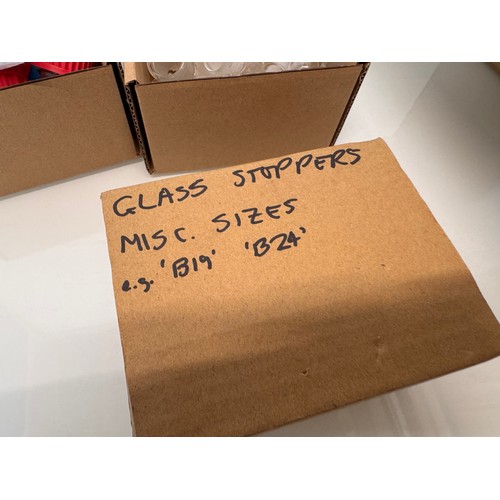 GLASS STOPPERS
MISC. SIZES
e.g. 'B19' 'B24'